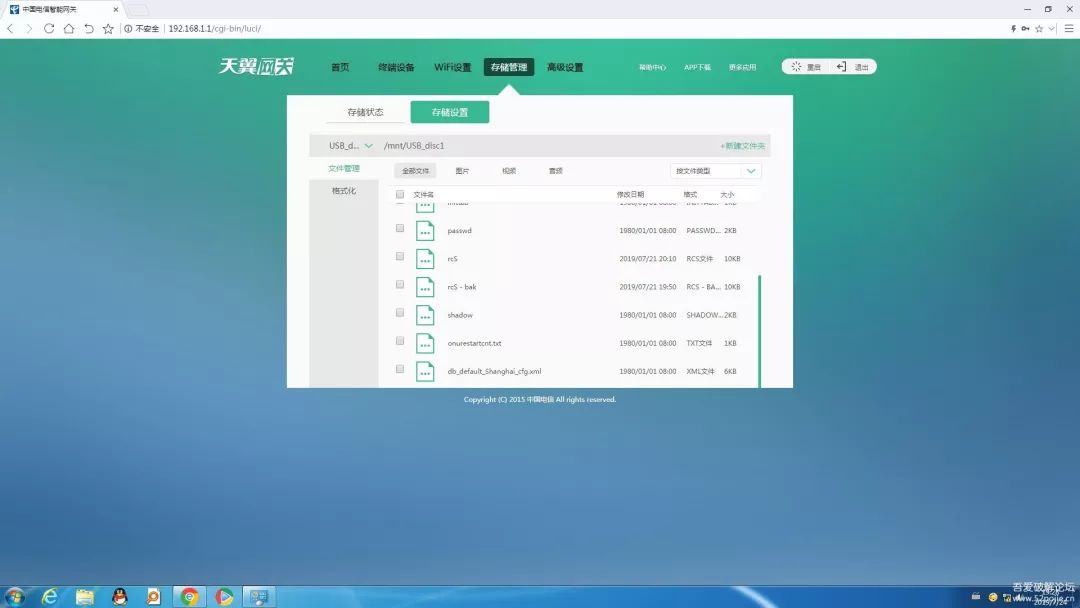 中国电信智能网关
不安全 192.168.1.1/cgi-bin/luci/
天翼网关 首页 终端设备 WiFi设置 存储管理 高级设置 帮助中心 APP下载 更多应用 重启 退出
存储状态 存储设置
USB_d... /mnt/USB_disc1 +新建文件夹
文件管理 全部文件 图片 视频 音频 按文件类型
格式化
文件名 修改日期 格式 大小
passwd 1980/01/01 08:00 PASSWD... 2KB
rcS 2019/07/21 20:10 RCS文件 10KB
rcS - bak 2019/07/21 19:50 RCS - BA... 10KB
shadow 1980/01/01 08:00 SHADOW... 2KB
onurestartcnt.txt 1980/01/01 08:00 TXT文件 1KB
db_default_Shanghai_cfg.xml 1980/01/01 08:00 XML文件 6KB
Copyright (C) 2015 中国电信 All rights reserved.
吾爱破解论坛
www.52pojie.cn